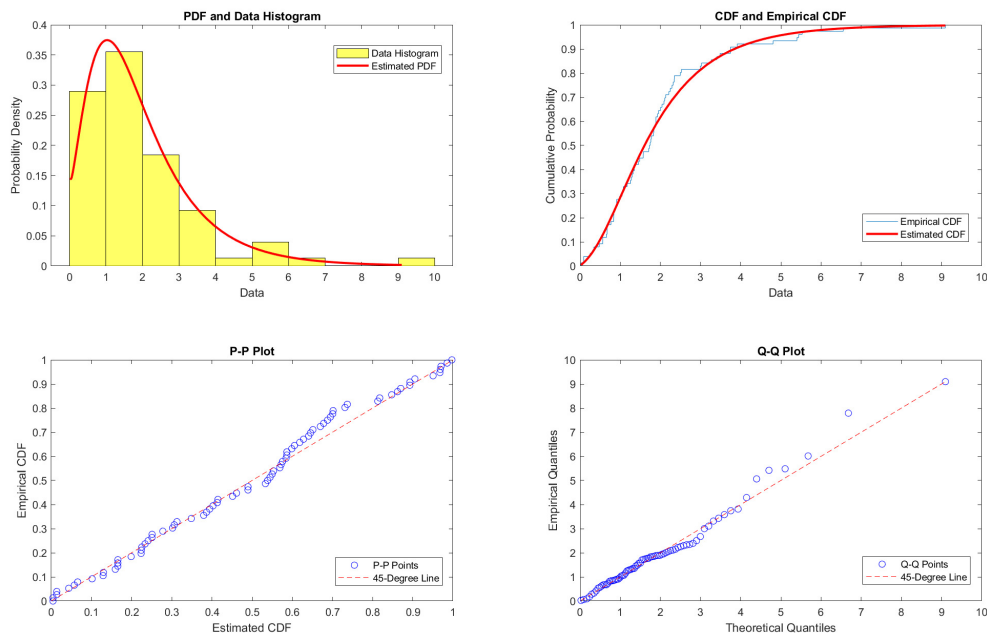 PDF and Data Histogram
0.4
0.35
0.3
0.25
0.2
0.15
0.1
0.05
0
Probability Density
Data Histogram
Estimated PDF
0 1 2 3 4 5 6 7 8 9 10
Data
CDF and Empirical CDF
1
0.9
0.8
0.7
0.6
0.5
0.4
0.3
0.2
0.1
0
Cumulative Probability
Empirical CDF
Estimated CDF
0 1 2 3 4 5 6 7 8 9 10
Data
P-P Plot
1
0.9
0.8
0.7
0.6
0.5
0.4
0.3
0.2
0.1
0
Empirical CDF
P-P Points
45-Degree Line
0 0.1 0.2 0.3 0.4 0.5 0.6 0.7 0.8 0.9 1
Estimated CDF
Q-Q Plot
10
9
8
7
6
5
4
3
2
1
0
Empirical Quantiles
Q-Q Points
45-Degree Line
0 1 2 3 4 5 6 7 8 9 10
Theoretical Quantiles